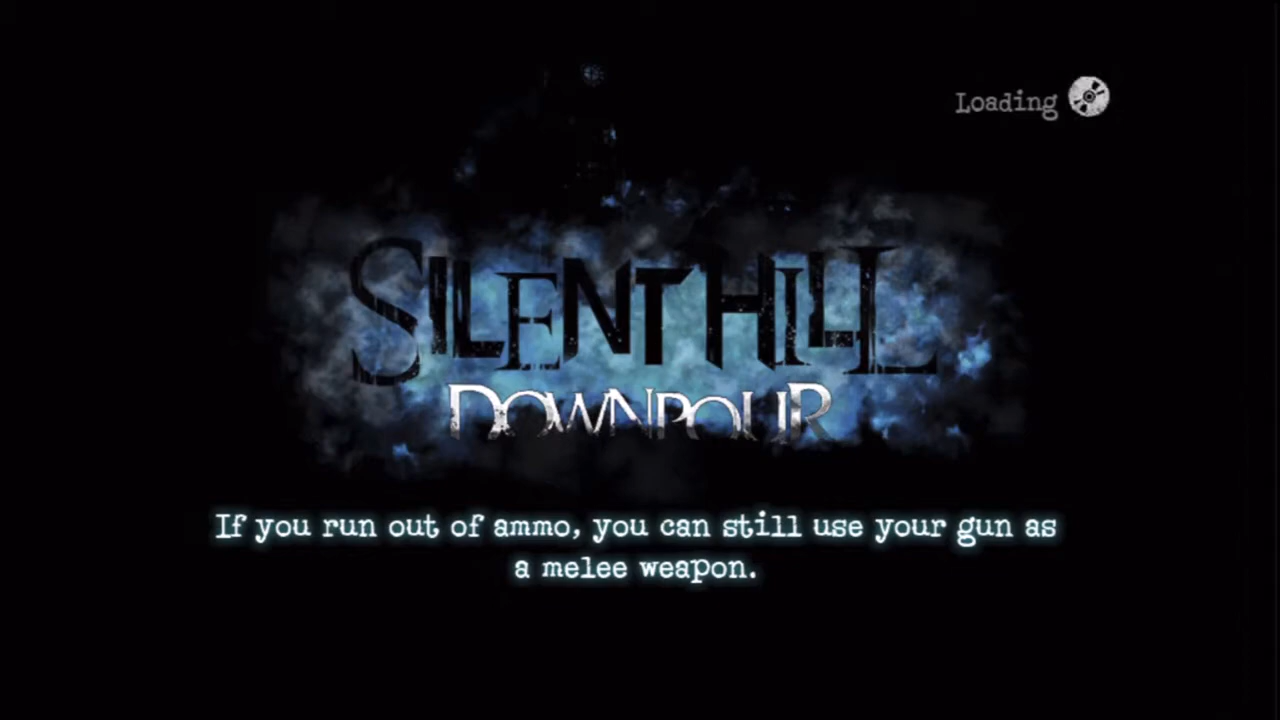 Loading
SILENT HILL
DOWNPOUR
If you run out of ammo, you can still use your gun as
a melee weapon.